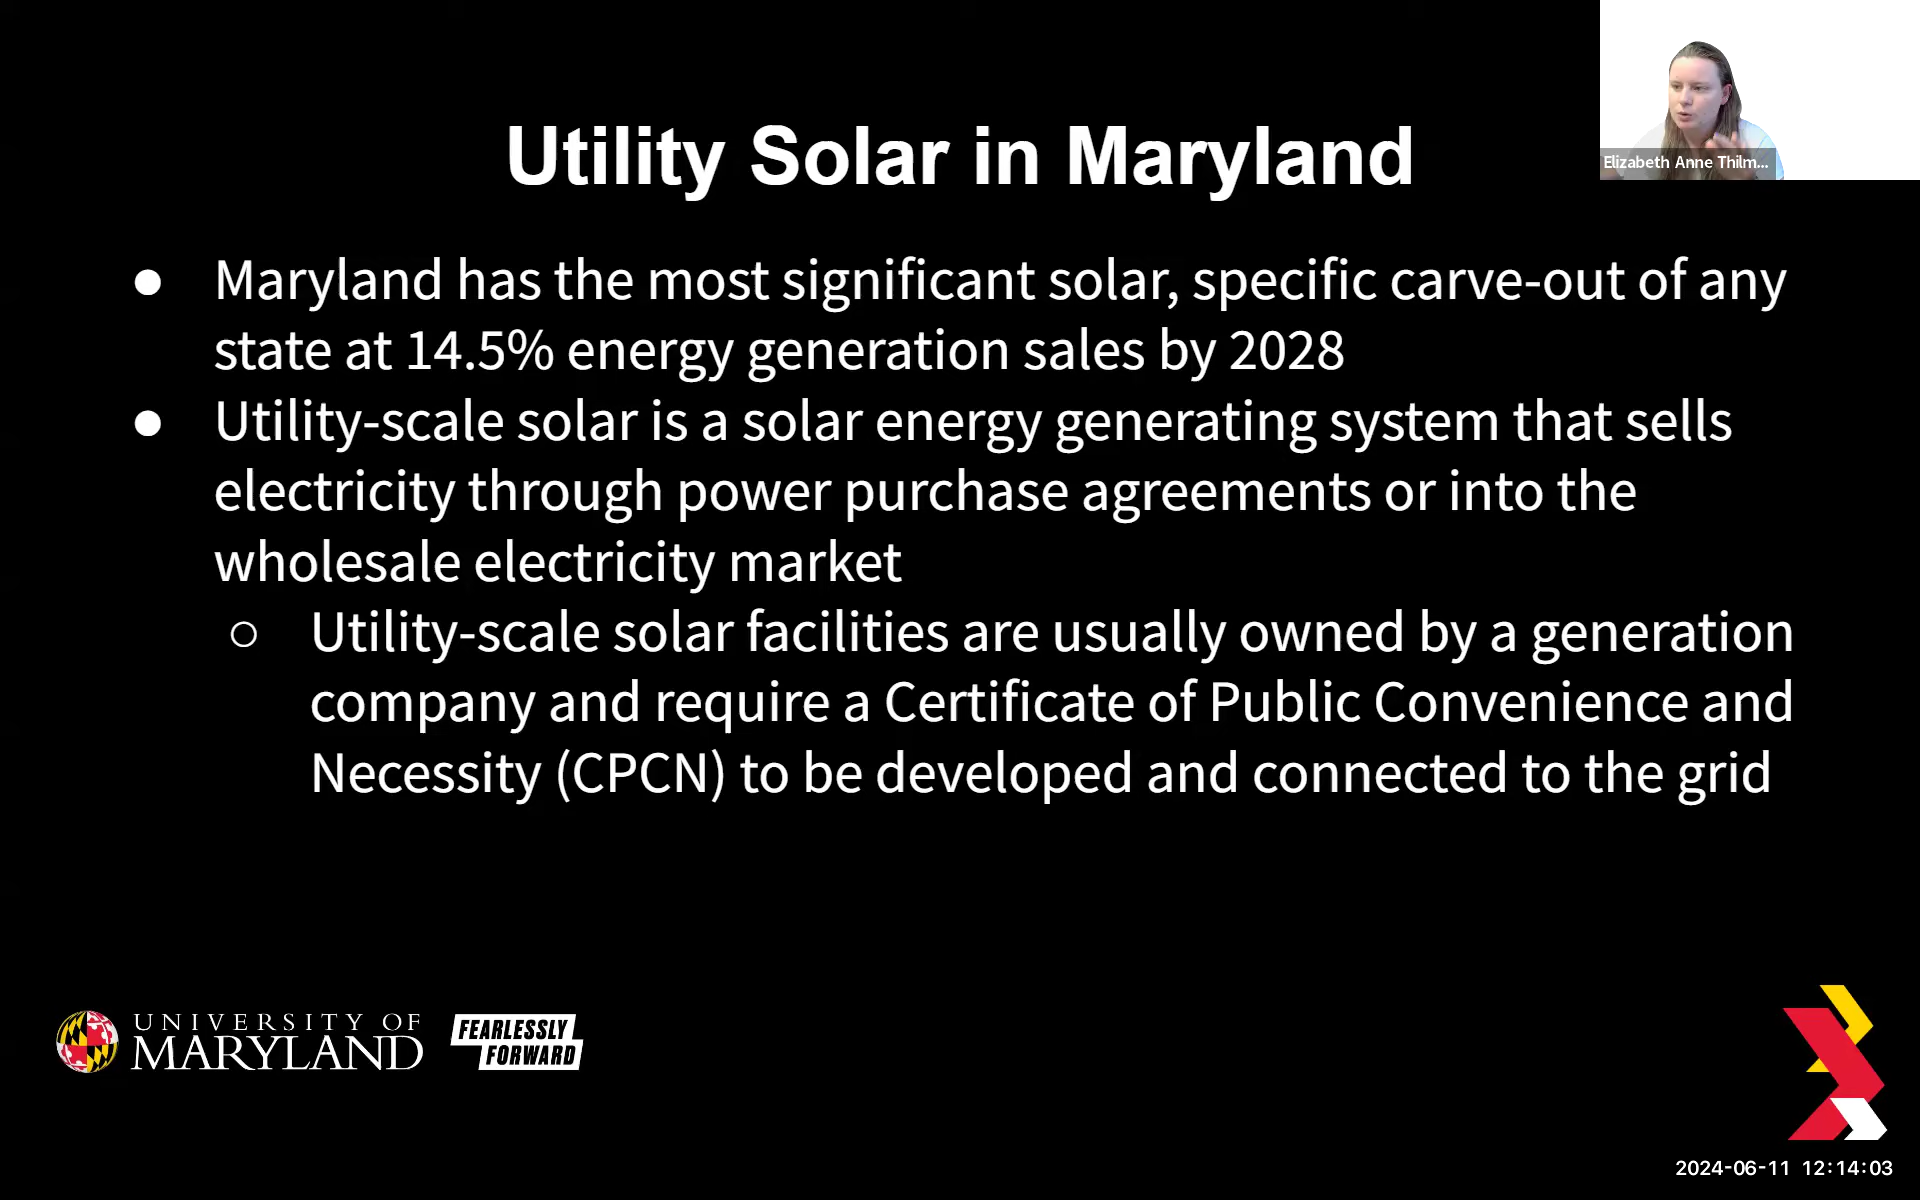 Utility Solar in Maryland
Elizabeth Anne Thilm...
● Maryland has the most significant solar, specific carve-out of any
state at 14.5% energy generation sales by 2028
● Utility-scale solar is a solar energy generating system that sells
electricity through power purchase agreements or into the
wholesale electricity market
○ Utility-scale solar facilities are usually owned by a generation
company and require a Certificate of Public Convenience and
Necessity (CPCN) to be developed and connected to the grid
UNIVERSITY OF
MARYLAND
FEARLESSLY
FORWARD
2024-06-11 12:14:03